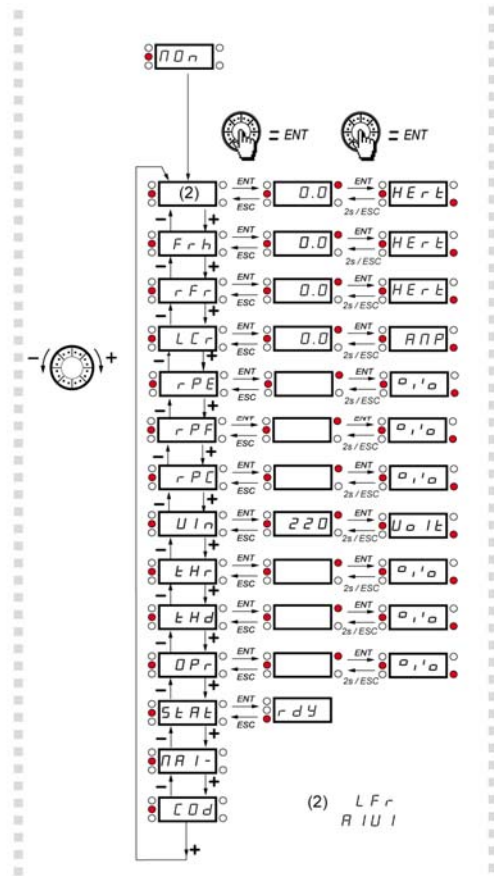 MOn
= ENT = ENT
(2) ENT ESC 0.0 ENT 2s / ESC HErt
- +
Frh ENT ESC 0.0 ENT 2s / ESC HErt
- +
rFr ENT ESC 0.0 ENT 2s / ESC HErt
- +
LCr ENT ESC 0.0 ENT 2s / ESC AMP
- + - +
rPE ENT ESC ENT 2s / ESC o,'o
- +
rPF ENT ESC ENT 2s / ESC o,'o
- +
rPC ENT ESC ENT 2s / ESC o,'o
- +
UIn ENT ESC 220 ENT 2s / ESC Uolt
- +
tHr ENT ESC ENT 2s / ESC o,'o
- +
tHd ENT ESC ENT 2s / ESC o,'o
- +
OPr ENT ESC ENT 2s / ESC o,'o
- +
StAt ENT ESC rdY
- +
MAI-
- +
COd
+
(2) LFr
AIUI